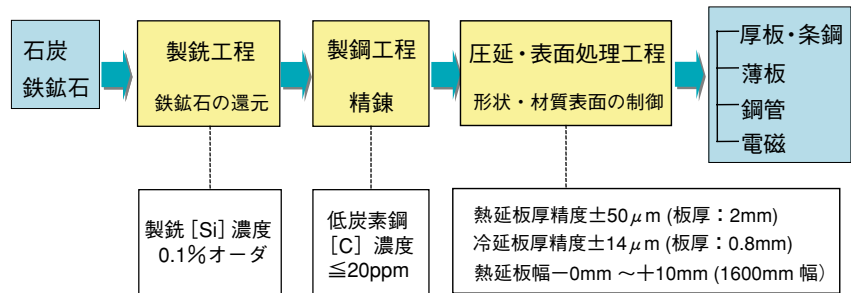 石炭
鉄鉱石
製銑工程
鉄鉱石の還元
製鋼工程
精錬
圧延・表面処理工程
形状・材質表面の制御
厚板・条鋼
薄板
鋼管
電磁
製銑［Si］濃度
0.1％オーダ
低炭素鋼
［C］濃度
≦20ppm
熱延板厚精度±50μm (板厚：2mm)
冷延板厚精度±14μm (板厚：0.8mm)
熱延板幅－0mm ～＋10mm (1600mm 幅）